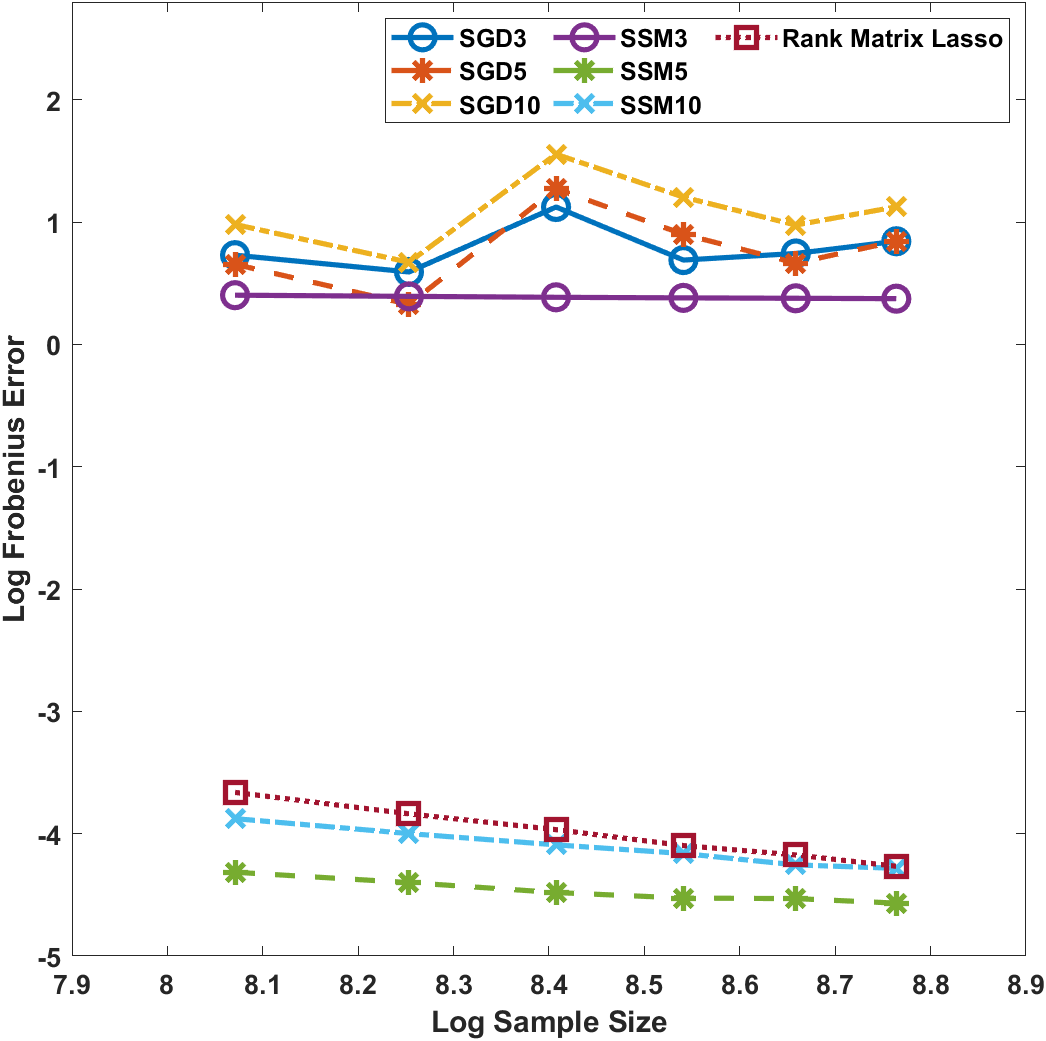 SGD3 SSM3 Rank Matrix Lasso
SGD5 SSM5
SGD10 SSM10
2
1
0
-1
-2
-3
-4
-5
Log Frobenius Error
7.9 8 8.1 8.2 8.3 8.4 8.5 8.6 8.7 8.8 8.9
Log Sample Size